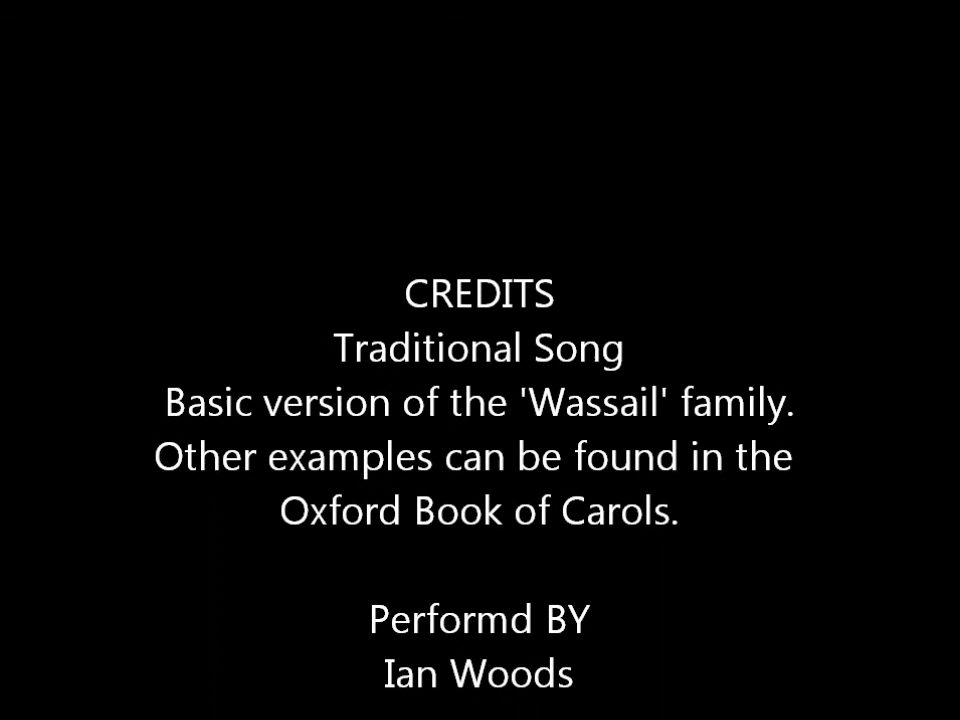 CREDITS
Traditional Song
Basic version of the 'Wassail' family.
Other examples can be found in the
Oxford Book of Carols.
Performd BY
Ian Woods